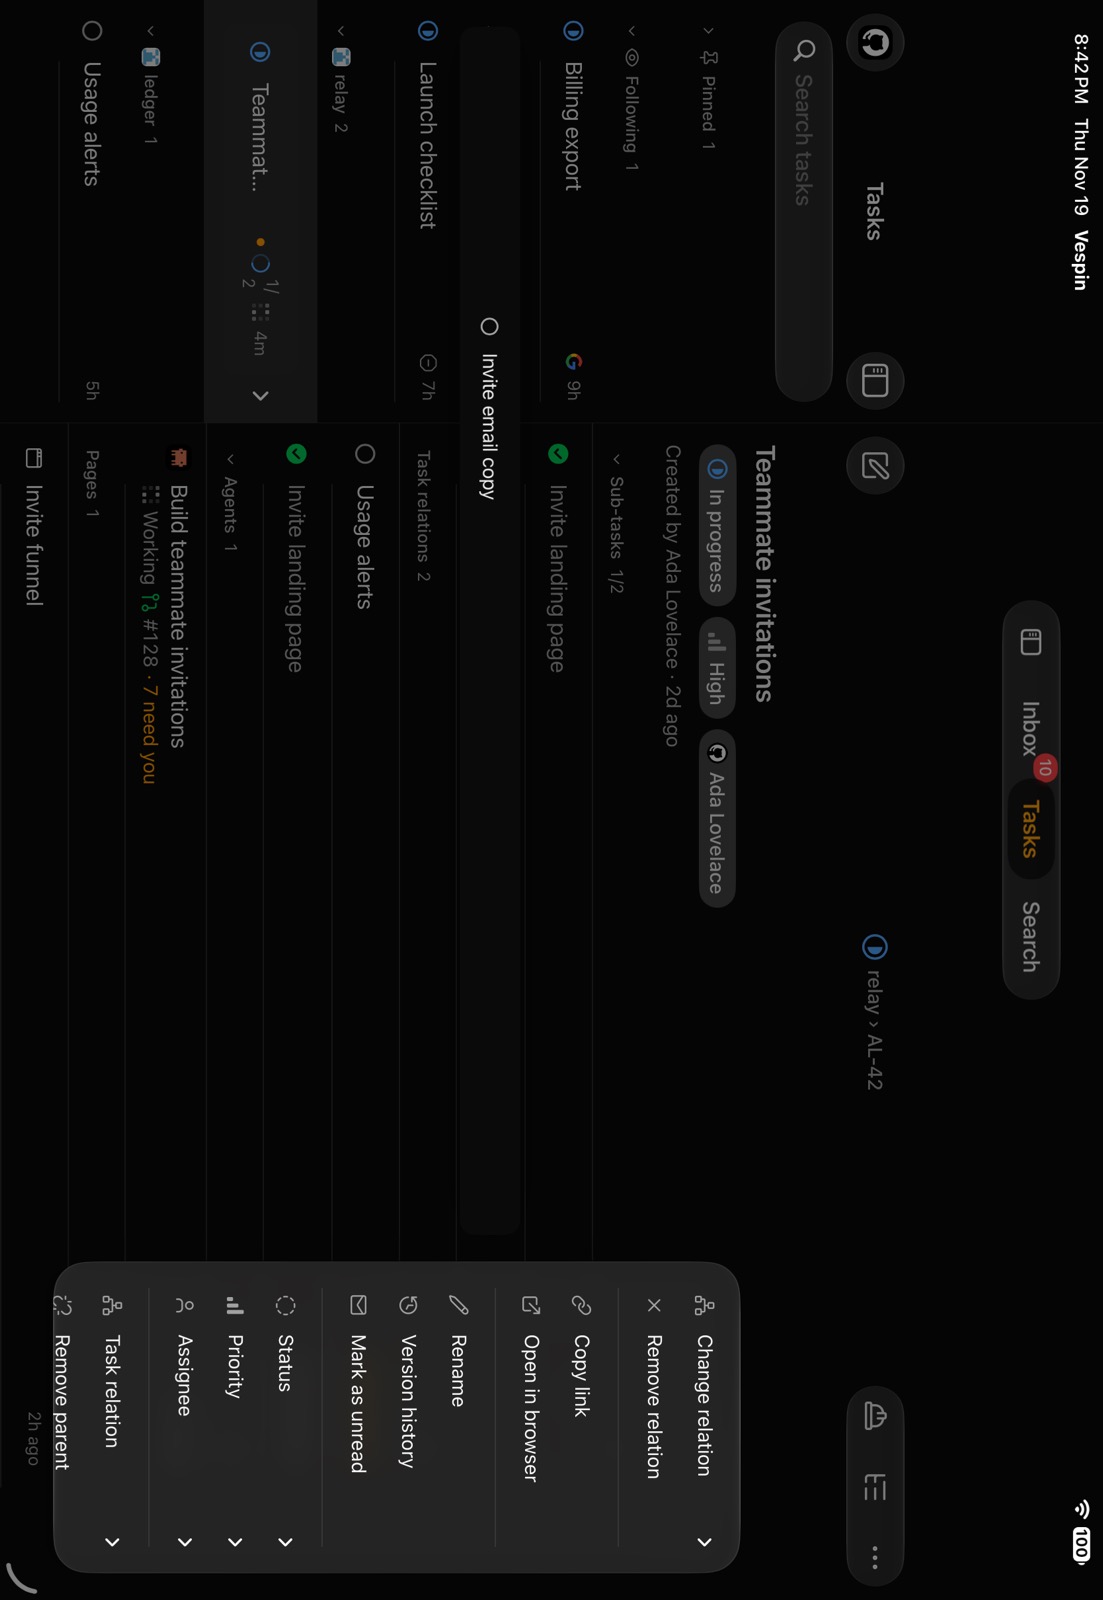 8:42 PM Thu Nov 19 Vespin
100
Inbox 10 Tasks Search
Tasks
relay › AL-42
Search tasks
Teammate invitations
In progress High Ada Lovelace
Created by Ada Lovelace · 2d ago
Pinned 1
Following 1
Billing export 9h
Launch checklist 7h
relay 2
Teammat... 1/2 4m
ledger 1
Usage alerts 5h
Sub-tasks 1/2
Invite landing page
Invite email copy
Task relations 2
Usage alerts
Invite landing page
Agents 1
Build teammate invitations
Working #128 · 7 need you
Pages 1
Invite funnel 2h ago
Change relation
Remove relation
Copy link
Open in browser
Rename
Version history
Mark as unread
Status
Priority
Assignee
Task relation
Remove parent